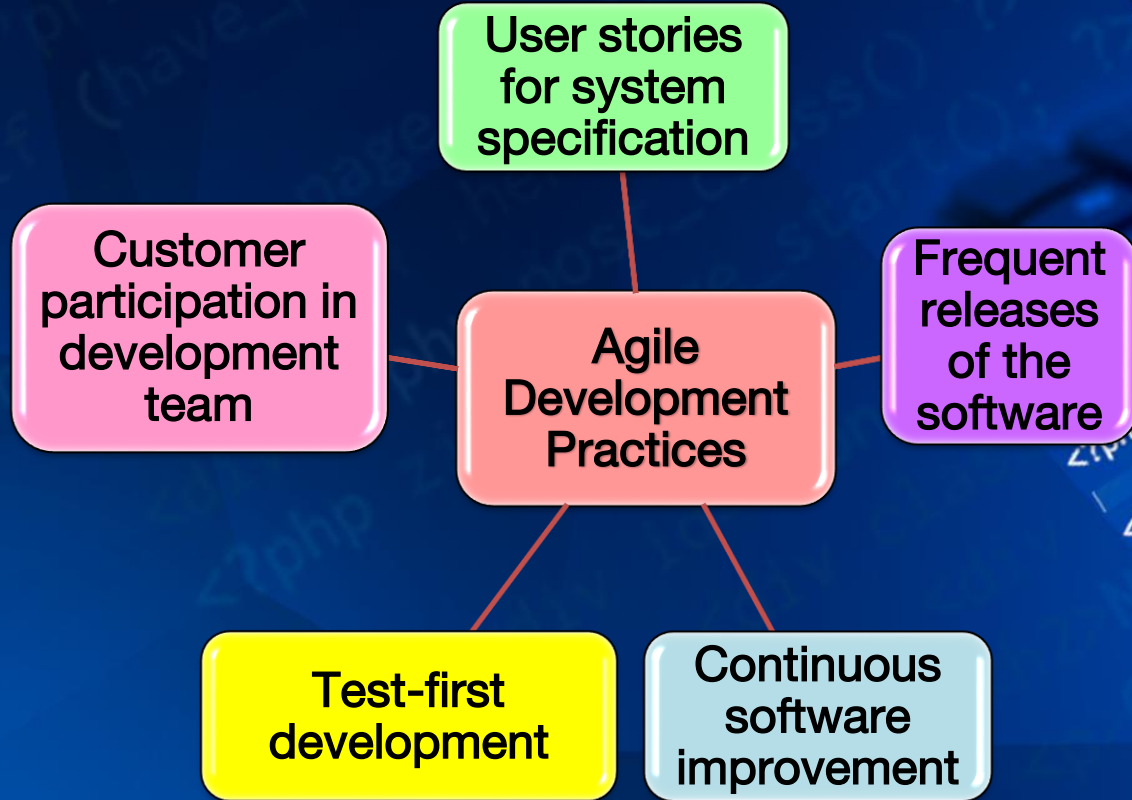 User stories
for system
specification
Customer
participation in
development
team
Agile
Development
Practices
Frequent
releases
of the
software
Test-first
development
Continuous
software
improvement